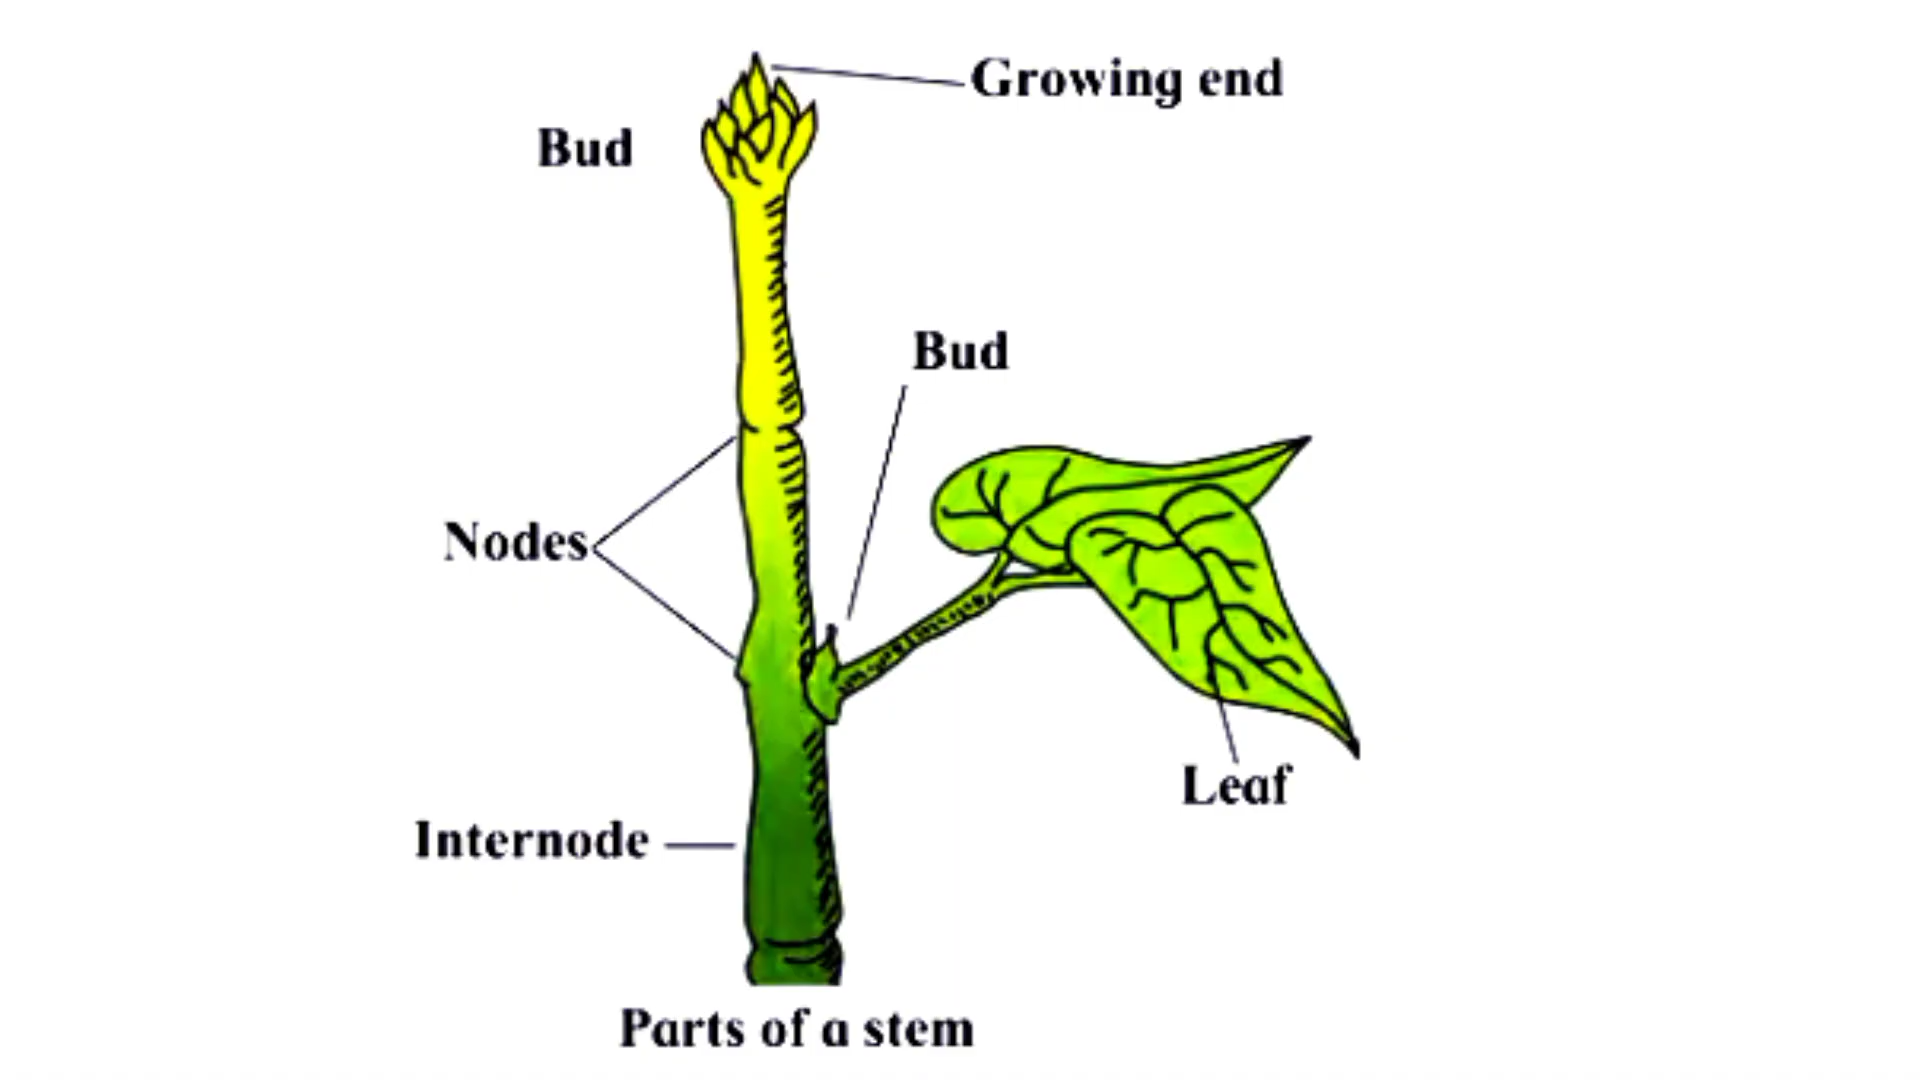 Growing end
Bud
Bud
Nodes
Leaf
Internode
Parts of a stem